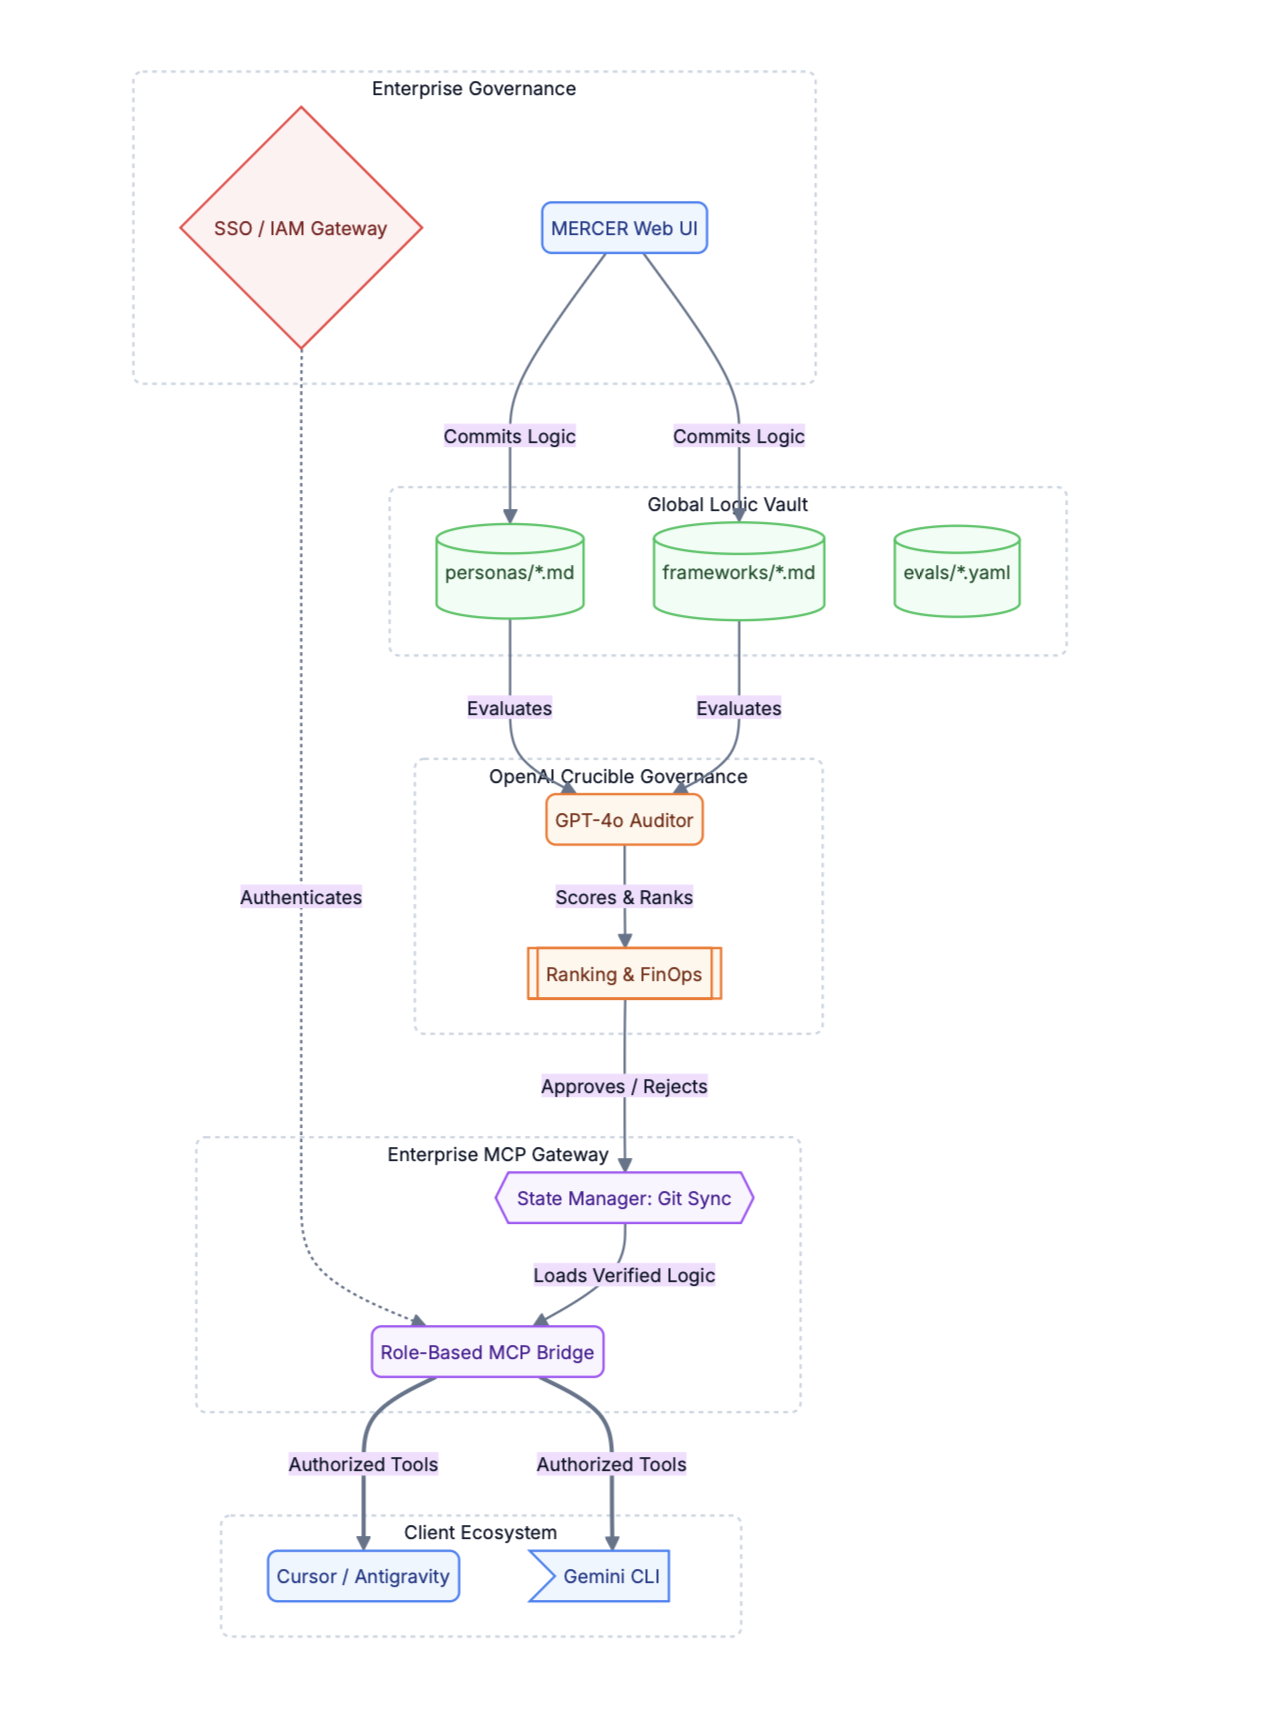 Enterprise Governance
SSO / IAM Gateway
MERCER Web UI
Commits Logic
Commits Logic
Global Logic Vault
personas/*.md
frameworks/*.md
evals/*.yaml
Evaluates
Evaluates
OpenAI Crucible Governance
GPT-4o Auditor
Authenticates
Scores & Ranks
Ranking & FinOps
Approves / Rejects
Enterprise MCP Gateway
State Manager: Git Sync
Loads Verified Logic
Role-Based MCP Bridge
Authorized Tools
Authorized Tools
Client Ecosystem
Cursor / Antigravity
Gemini CLI